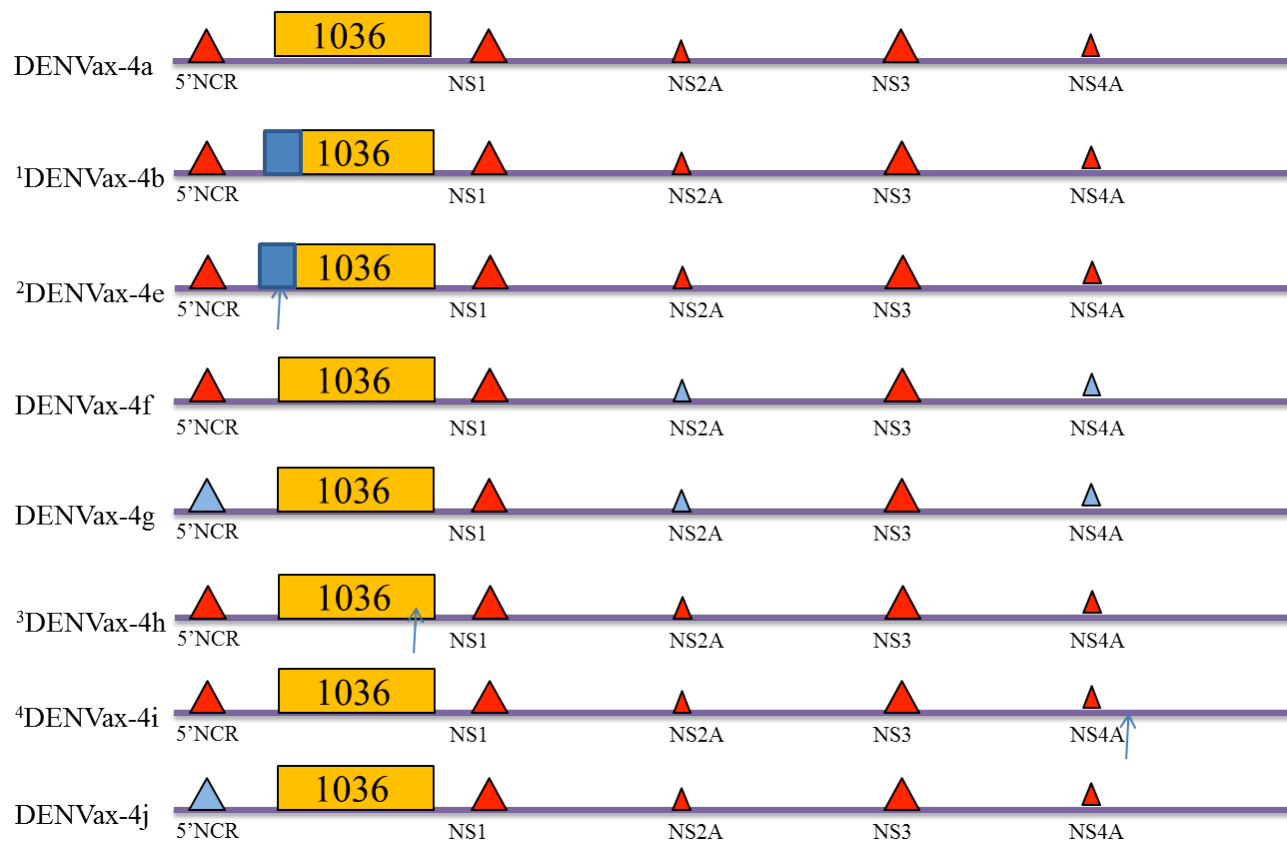 1036
DENVax-4a
5’NCR NS1 NS2A NS3 NS4A
1036
¹DENVax-4b
5’NCR NS1 NS2A NS3 NS4A
1036
²DENVax-4e
5’NCR NS1 NS2A NS3 NS4A
1036
DENVax-4f
5’NCR NS1 NS2A NS3 NS4A
1036
DENVax-4g
5’NCR NS1 NS2A NS3 NS4A
1036
³DENVax-4h
5’NCR NS1 NS2A NS3 NS4A
1036
⁴DENVax-4i
5’NCR NS1 NS2A NS3 NS4A
1036
DENVax-4j
5’NCR NS1 NS2A NS3 NS4A